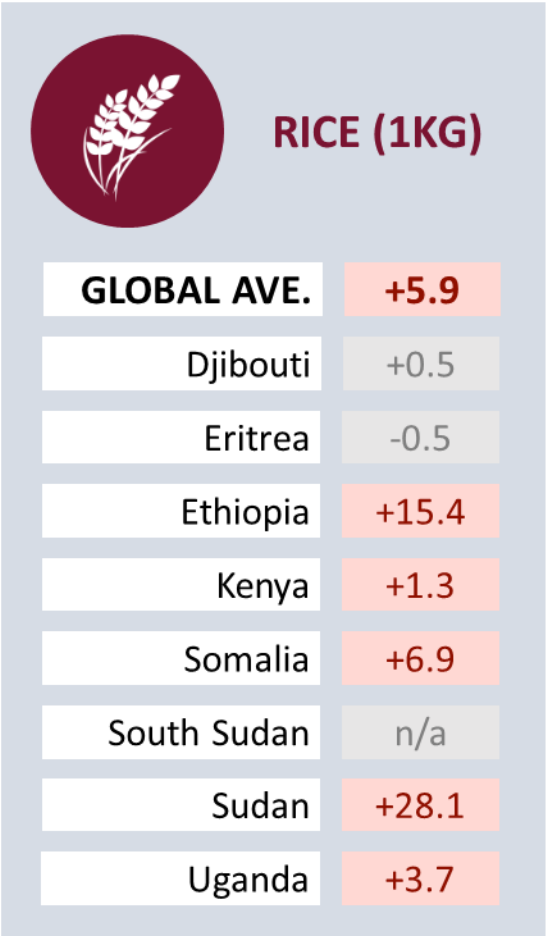 RICE (1KG)
GLOBAL AVE. +5.9
Djibouti +0.5
Eritrea -0.5
Ethiopia +15.4
Kenya +1.3
Somalia +6.9
South Sudan n/a
Sudan +28.1
Uganda +3.7